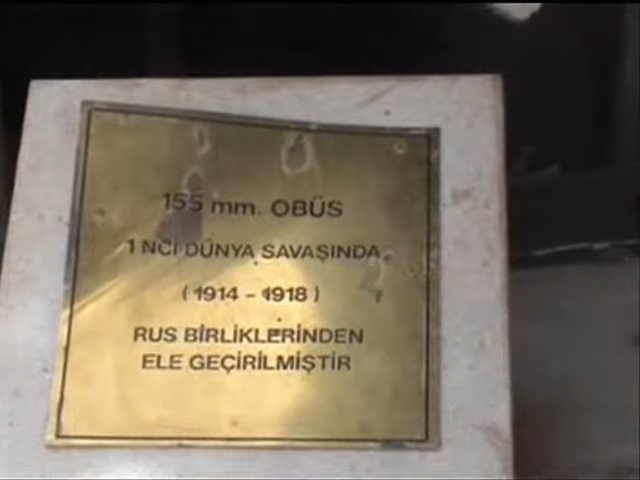 155 mm. OBÜS
1 NCİ DÜNYA SAVAŞINDA
( 1914 - 1918 )
RUS BİRLİKLERİNDEN
ELE GEÇİRİLMİŞTİR